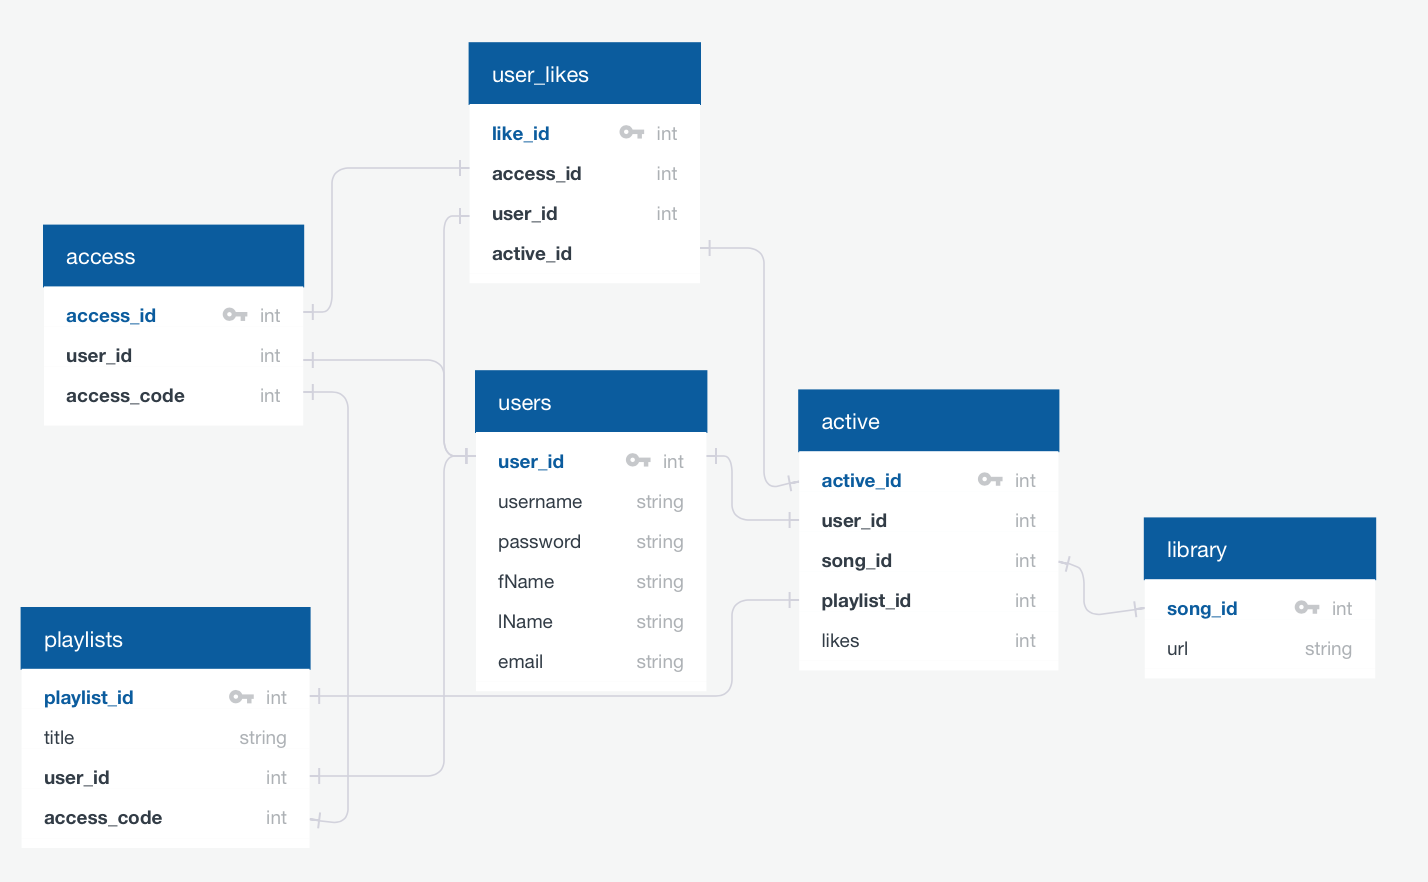 user_likes
like_id int
access_id int
user_id int
active_id
access
access_id int
user_id int
access_code int
users
user_id int
username string
password string
fName string
lName string
email string
active
active_id int
user_id int
song_id int
playlist_id int
likes int
library
song_id int
url string
playlists
playlist_id int
title string
user_id int
access_code int